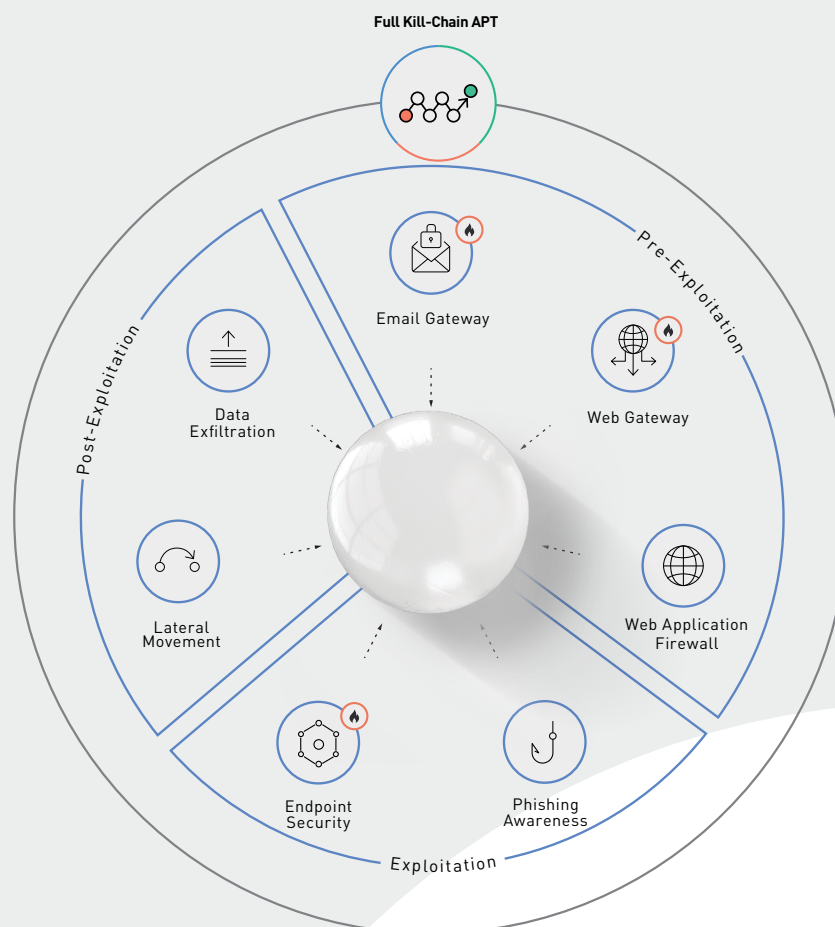 Full Kill-Chain APT
Pre-Exploitation
Email Gateway
Web Gateway
Web Application
Firewall
Phishing
Awareness
Exploitation
Endpoint
Security
Lateral
Movement
Post-Exploitation
Data
Exfiltration